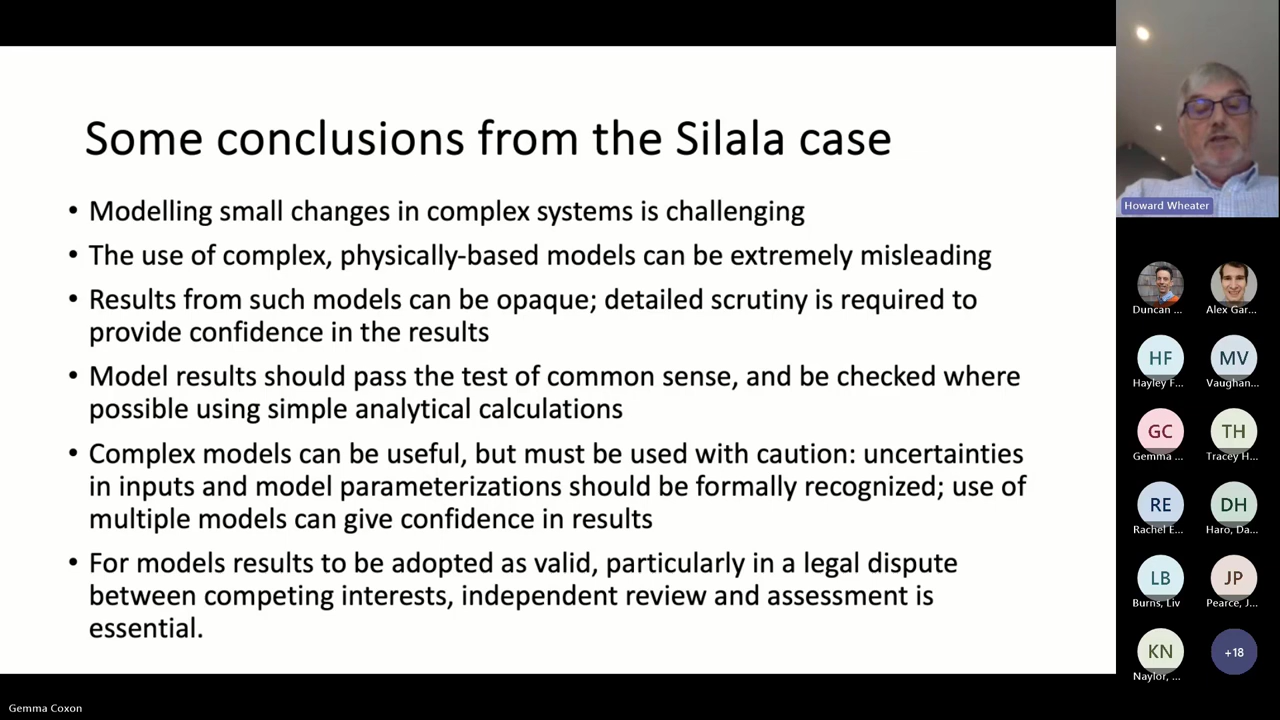 Some conclusions from the Silala case
• Modelling small changes in complex systems is challenging
• The use of complex, physically-based models can be extremely misleading
• Results from such models can be opaque; detailed scrutiny is required to
provide confidence in the results
• Model results should pass the test of common sense, and be checked where
possible using simple analytical calculations
• Complex models can be useful, but must be used with caution: uncertainties
in inputs and model parameterizations should be formally recognized; use of
multiple models can give confidence in results
• For models results to be adopted as valid, particularly in a legal dispute
between competing interests, independent review and assessment is
essential.
Howard Wheater
Duncan ...
Alex Gar...
HF
Hayley F...
MV
Vaughan...
GC
Gemma ...
TH
Tracey H...
RE
Rachel E...
DH
Haro, Da...
LB
Burns, Liv
JP
Pearce, J...
KN
Naylor, ...
+18
Gemma Coxon